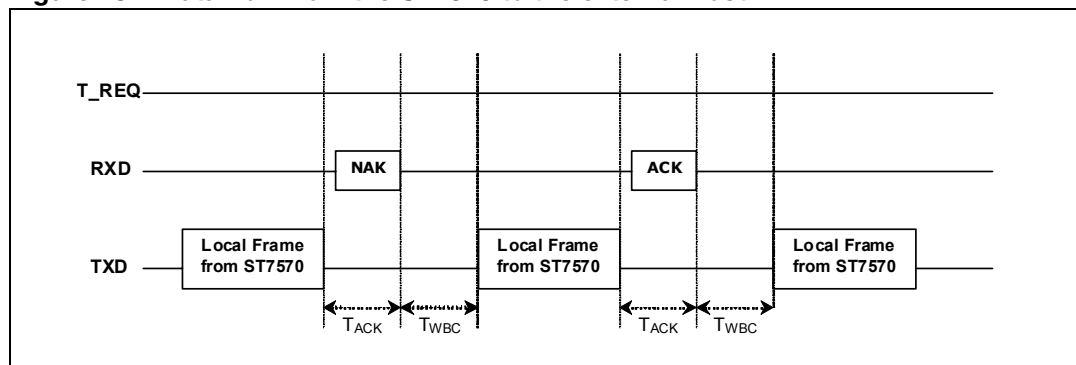 T_REQ
RXD
NAK
ACK
TXD
Local Frame
from ST7570
Local Frame
from ST7570
Local Frame
from ST7570
TACK
TWBC
TACK
TWBC